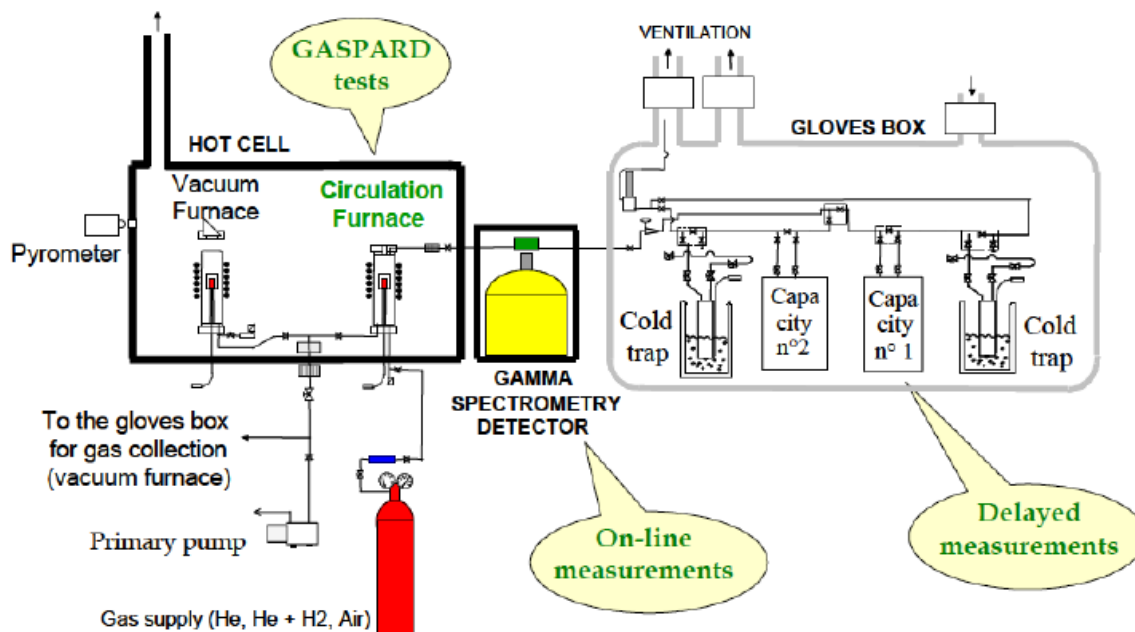 GASPARD
tests
VENTILATION
HOT CELL
GLOVES BOX
Vacuum
Furnace
Circulation
Furnace
Pyrometer
Cold
trap
Capa
city
n°2
Capa
city
n° 1
Cold
trap
GAMMA
SPECTROMETRY
DETECTOR
To the gloves box
for gas collection
(vacuum furnace)
Primary pump
On-line
measurements
Delayed
measurements
Gas supply (He, He + H2, Air)